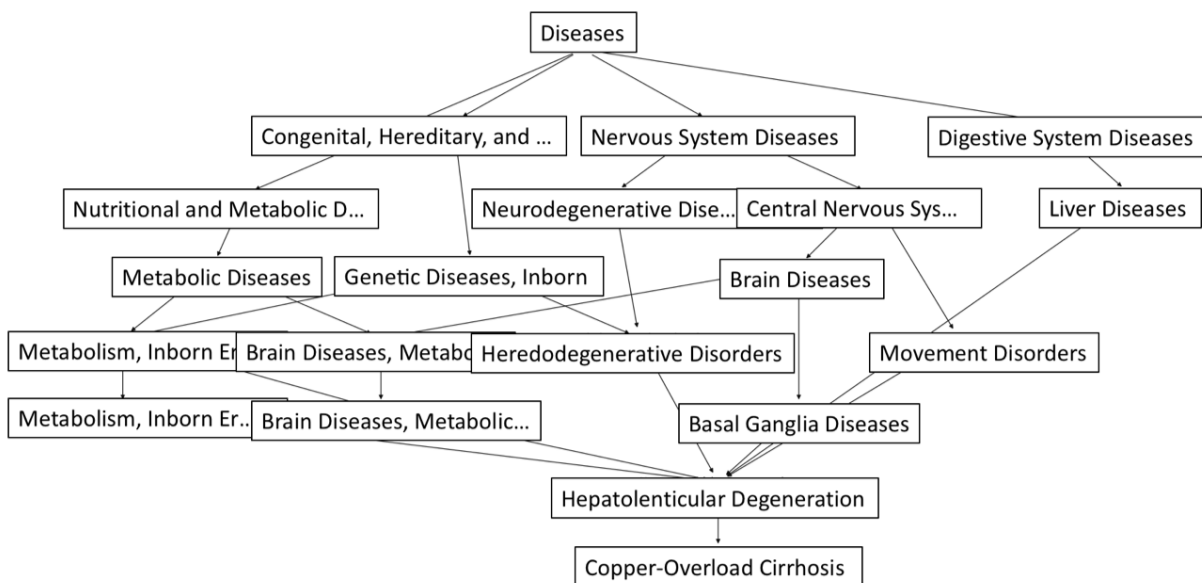 Diseases
Congenital, Hereditary, and ...
Nervous System Diseases
Digestive System Diseases
Nutritional and Metabolic D...
Neurodegenerative Dise...
Central Nervous Sys...
Liver Diseases
Metabolic Diseases
Genetic Diseases, Inborn
Brain Diseases
Metabolism, Inborn Er
Brain Diseases, Metabo
Heredodegenerative Disorders
Movement Disorders
Metabolism, Inborn Er...
Brain Diseases, Metabolic...
Basal Ganglia Diseases
Hepatolenticular Degeneration
Copper-Overload Cirrhosis